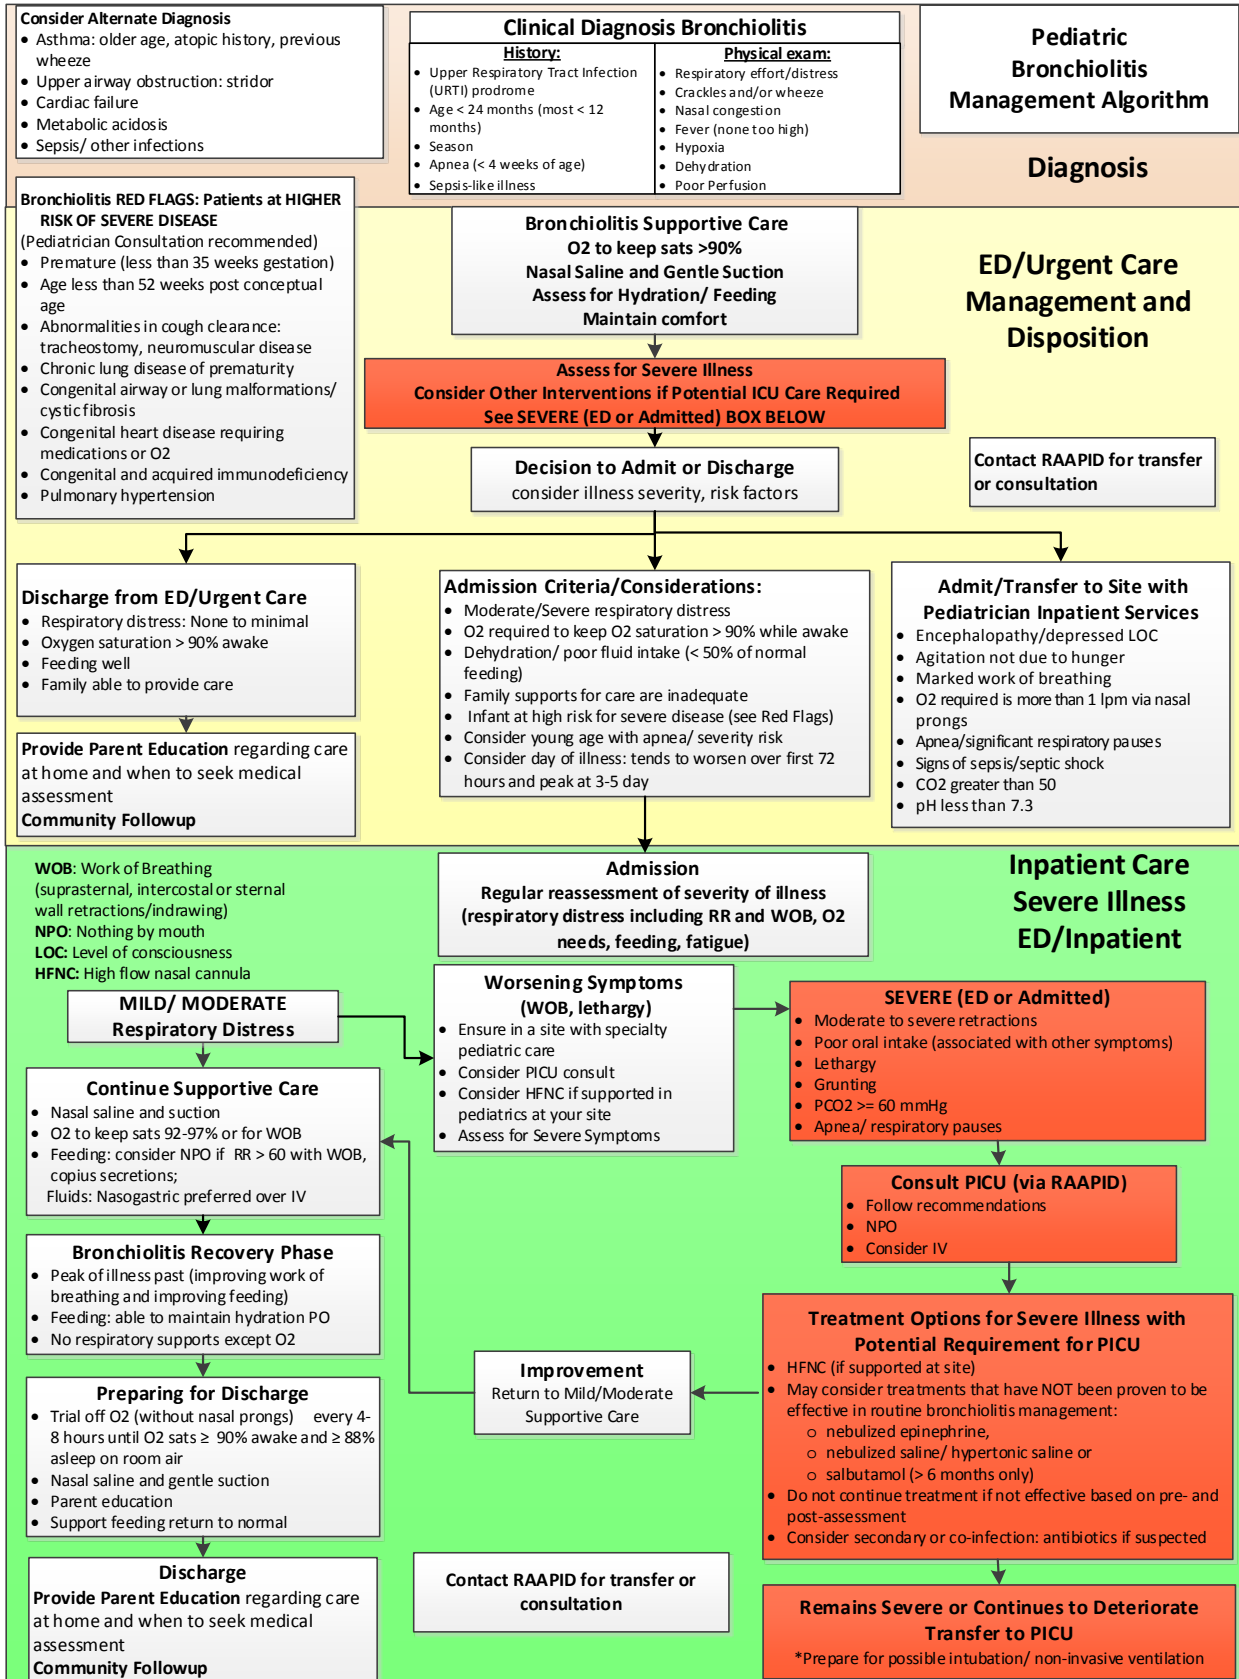 Consider Alternate Diagnosis
• Asthma: older age, atopic history, previous
wheeze
• Upper airway obstruction: stridor
• Cardiac failure
• Metabolic acidosis
• Sepsis/ other infections
Clinical Diagnosis Bronchiolitis
History:
• Upper Respiratory Tract Infection
(URTI) prodrome
• Age < 24 months (most < 12
months)
• Season
• Apnea (< 4 weeks of age)
• Sepsis-like illness
Physical exam:
• Respiratory effort/distress
• Crackles and/or wheeze
• Nasal congestion
• Fever (none too high)
• Hypoxia
• Dehydration
• Poor Perfusion
Pediatric
Bronchiolitis
Management Algorithm
Diagnosis
Bronchiolitis RED FLAGS: Patients at HIGHER
RISK OF SEVERE DISEASE
(Pediatrician Consultation recommended)
• Premature (less than 35 weeks gestation)
• Age less than 52 weeks post conceptual
age
• Abnormalities in cough clearance:
tracheostomy, neuromuscular disease
• Chronic lung disease of prematurity
• Congenital airway or lung malformations/
cystic fibrosis
• Congenital heart disease requiring
medications or O2
• Congenital and acquired immunodeficiency
• Pulmonary hypertension
Bronchiolitis Supportive Care
O2 to keep sats >90%
Nasal Saline and Gentle Suction
Assess for Hydration/ Feeding
Maintain comfort
ED/Urgent Care
Management and
Disposition
Assess for Severe Illness
Consider Other Interventions if Potential ICU Care Required
See SEVERE (ED or Admitted) BOX BELOW
Decision to Admit or Discharge
consider illness severity, risk factors
Contact RAAPID for transfer
or consultation
Discharge from ED/Urgent Care
• Respiratory distress: None to minimal
• Oxygen saturation > 90% awake
• Feeding well
• Family able to provide care
Provide Parent Education regarding care
at home and when to seek medical
assessment
Community Followup
Admission Criteria/Considerations:
• Moderate/Severe respiratory distress
• O2 required to keep O2 saturation > 90% while awake
• Dehydration/ poor fluid intake (< 50% of normal
feeding)
• Family supports for care are inadequate
• Infant at high risk for severe disease (see Red Flags)
• Consider young age with apnea/ severity risk
• Consider day of illness: tends to worsen over first 72
hours and peak at 3-5 day
Admit/Transfer to Site with
Pediatrician Inpatient Services
• Encephalopathy/depressed LOC
• Agitation not due to hunger
• Marked work of breathing
• O2 required is more than 1 lpm via nasal
prongs
• Apnea/significant respiratory pauses
• Signs of sepsis/septic shock
• CO2 greater than 50
• pH less than 7.3
WOB: Work of Breathing
(suprasternal, intercostal or sternal
wall retractions/indrawing)
NPO: Nothing by mouth
LOC: Level of consciousness
HFNC: High flow nasal cannula
Admission
Regular reassessment of severity of illness
(respiratory distress including RR and WOB, O2
needs, feeding, fatigue)
Inpatient Care
Severe Illness
ED/Inpatient
MILD/ MODERATE
Respiratory Distress
Worsening Symptoms
(WOB, lethargy)
• Ensure in a site with specialty
pediatric care
• Consider PICU consult
• Consider HFNC if supported in
pediatrics at your site
• Assess for Severe Symptoms
SEVERE (ED or Admitted)
• Moderate to severe retractions
• Poor oral intake (associated with other symptoms)
• Lethargy
• Grunting
• PCO2 >= 60 mmHg
• Apnea/ respiratory pauses
Continue Supportive Care
• Nasal saline and suction
• O2 to keep sats 92-97% or for WOB
• Feeding: consider NPO if RR > 60 with WOB,
copius secretions;
Fluids: Nasogastric preferred over IV
Consult PICU (via RAAPID)
• Follow recommendations
• NPO
• Consider IV
Bronchiolitis Recovery Phase
• Peak of illness past (improving work of
breathing and improving feeding)
• Feeding: able to maintain hydration PO
• No respiratory supports except O2
Improvement
Return to Mild/Moderate
Supportive Care
Treatment Options for Severe Illness with
Potential Requirement for PICU
• HFNC (if supported at site)
• May consider treatments that have NOT been proven to be
effective in routine bronchiolitis management:
o nebulized epinephrine,
o nebulized saline/ hypertonic saline or
o salbutamol (> 6 months only)
• Do not continue treatment if not effective based on pre- and
post-assessment
• Consider secondary or co-infection: antibiotics if suspected
Preparing for Discharge
• Trial off O2 (without nasal prongs) every 4-
8 hours until O2 sats ≥ 90% awake and ≥ 88%
asleep on room air
• Nasal saline and gentle suction
• Parent education
• Support feeding return to normal
Discharge
Provide Parent Education regarding care
at home and when to seek medical
assessment
Community Followup
Contact RAAPID for transfer or
consultation
Remains Severe or Continues to Deteriorate
Transfer to PICU
*Prepare for possible intubation/ non-invasive ventilation